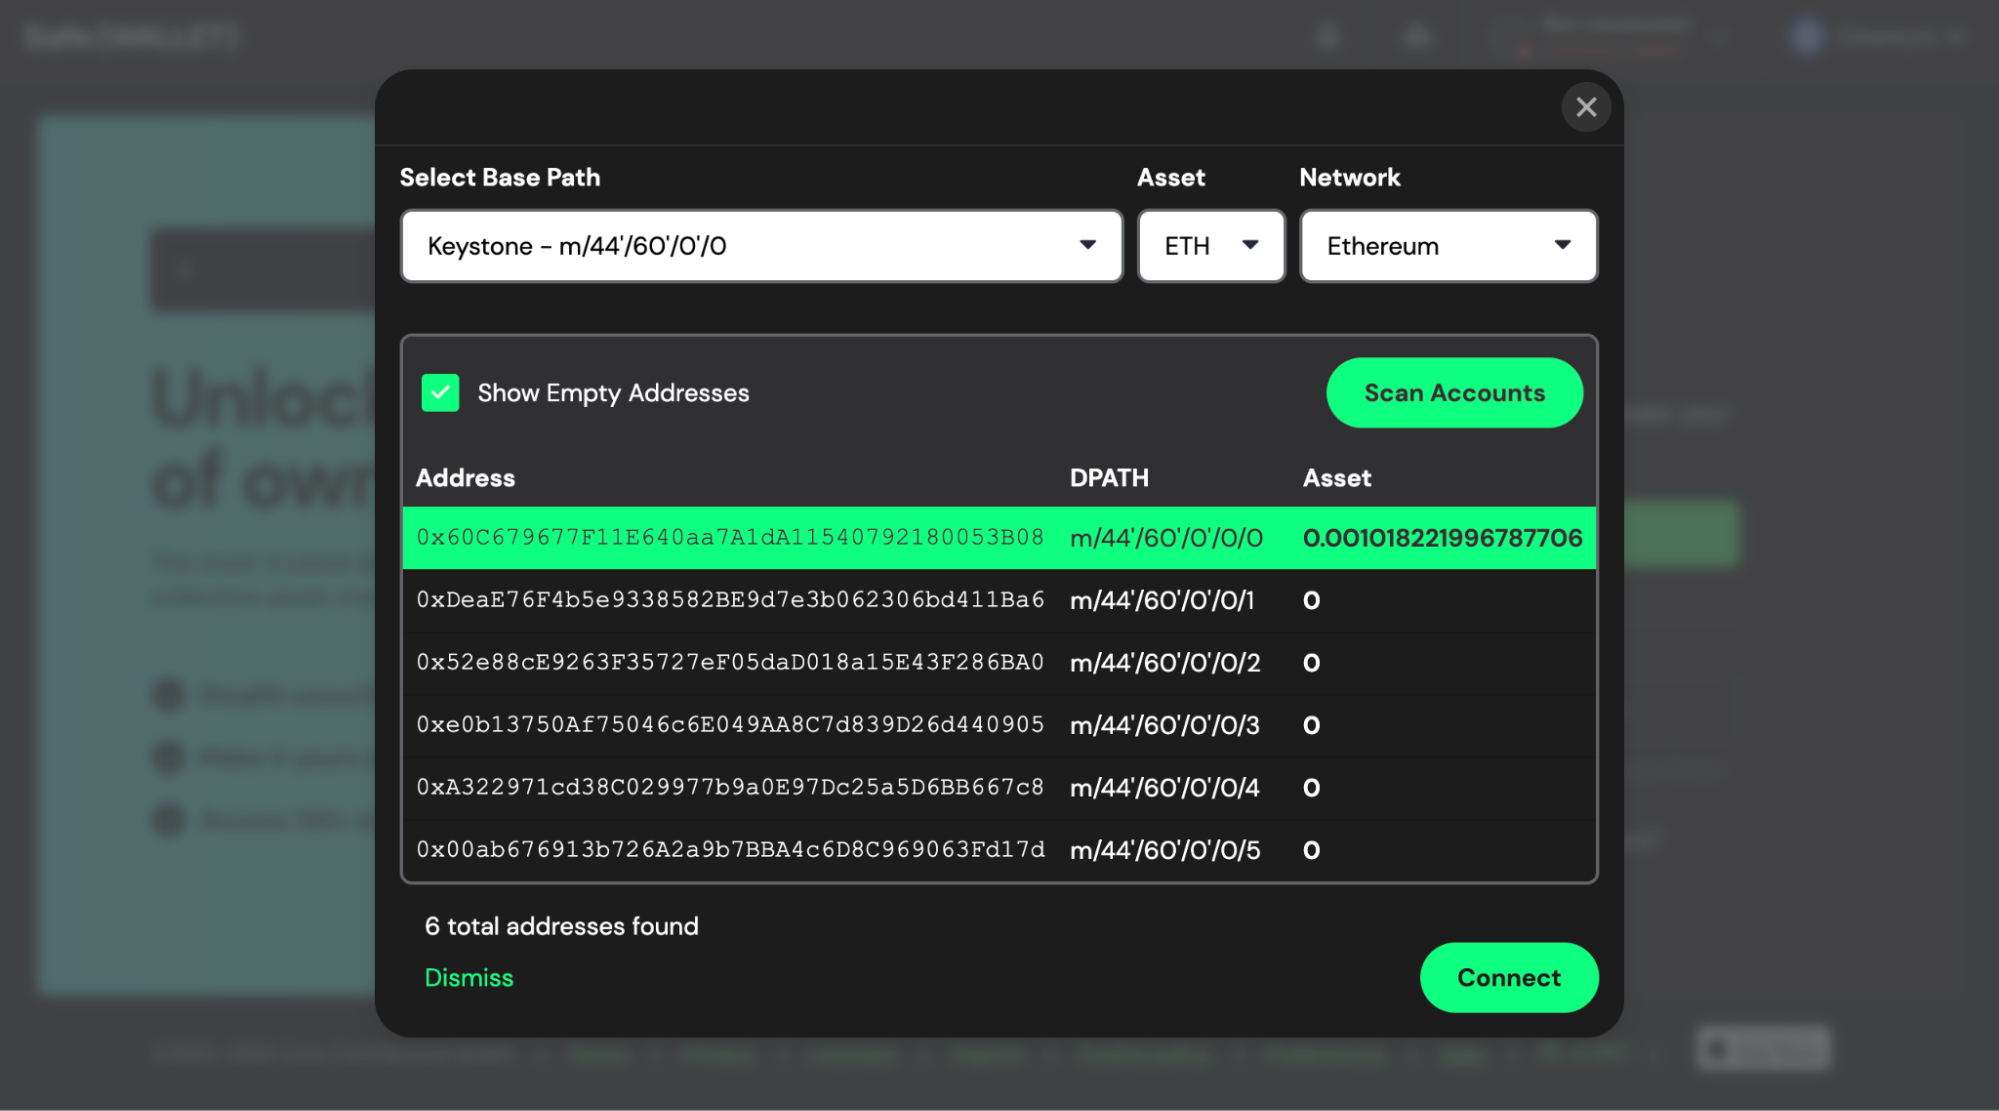 Select Base Path Asset Network
Keystone - m/44'/60'/0'/0 ETH Ethereum
Show Empty Addresses Scan Accounts
Address DPATH Asset
0x60C679677F11E640aa7A1dA11540792180053B08 m/44'/60'/0'/0/0 0.001018221996787706
0xDeaE76F4b5e9338582BE9d7e3b062306bd411Ba6 m/44'/60'/0'/0/1 0
0x52e88cE9263F35727eF05daD018a15E43F286BA0 m/44'/60'/0'/0/2 0
0xe0b13750Af75046c6E049AA8C7d839D26d440905 m/44'/60'/0'/0/3 0
0xA322971cd38C029977b9a0E97Dc25a5D6BB667c8 m/44'/60'/0'/0/4 0
0x00ab676913b726A2a9b7BBA4c6D8C969063Fd17d m/44'/60'/0'/0/5 0
6 total addresses found
Dismiss Connect